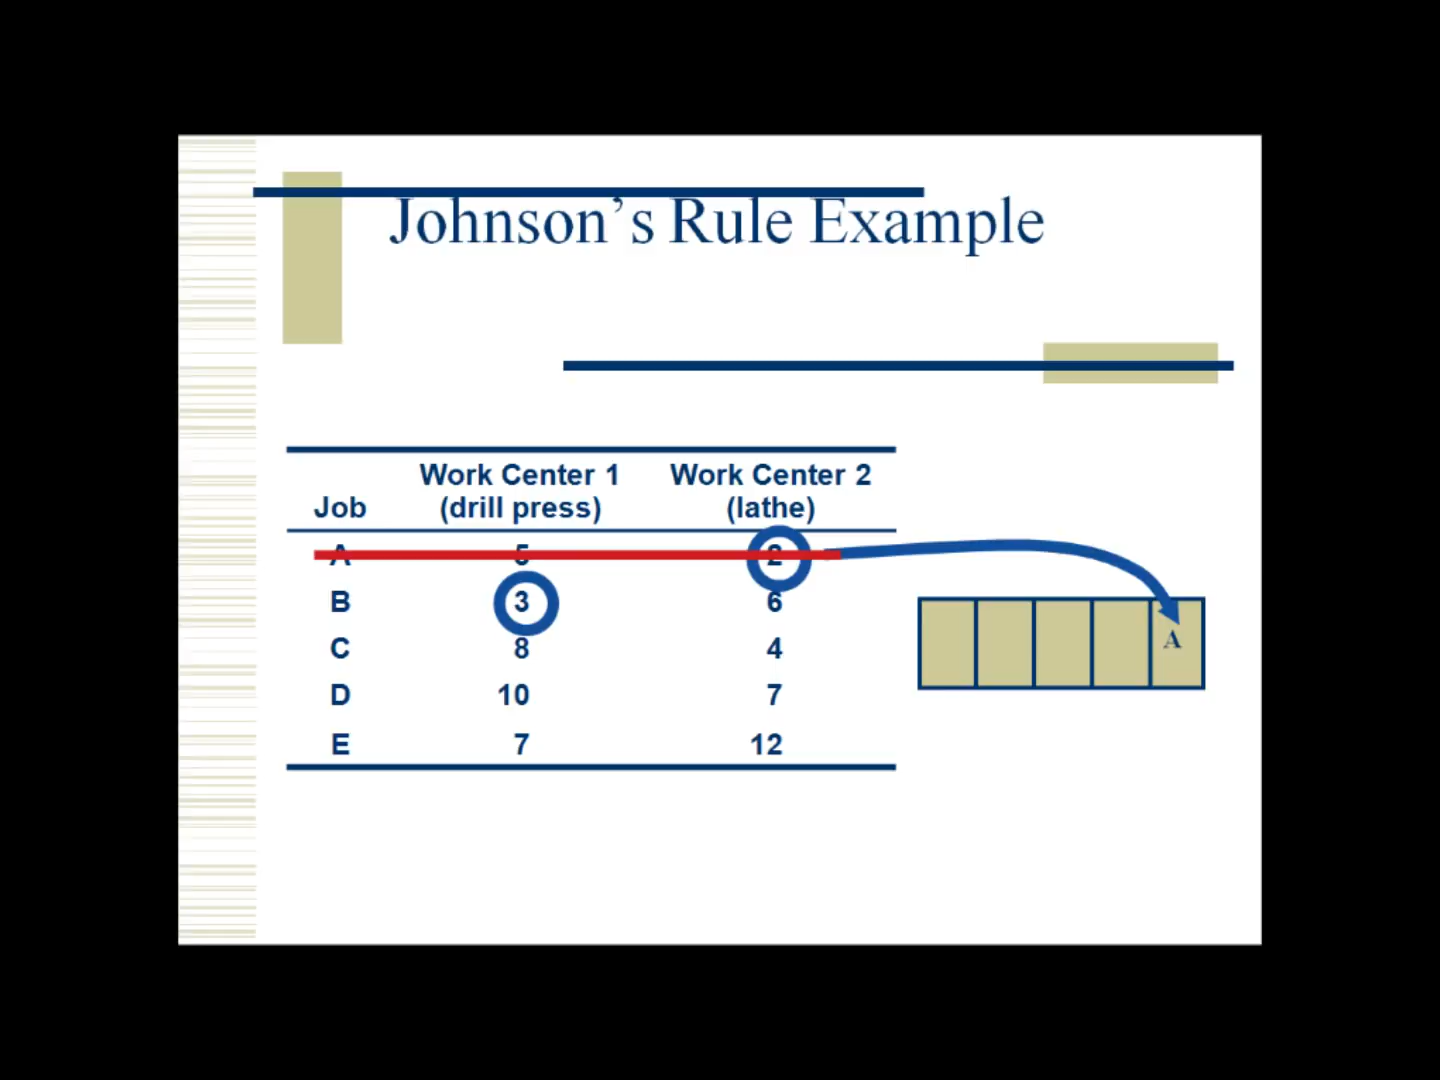 Johnson's Rule Example
Work Center 1 Work Center 2
Job (drill press) (lathe)
A 5 2
B 3 6
C 8 4
D 10 7
E 7 12
A